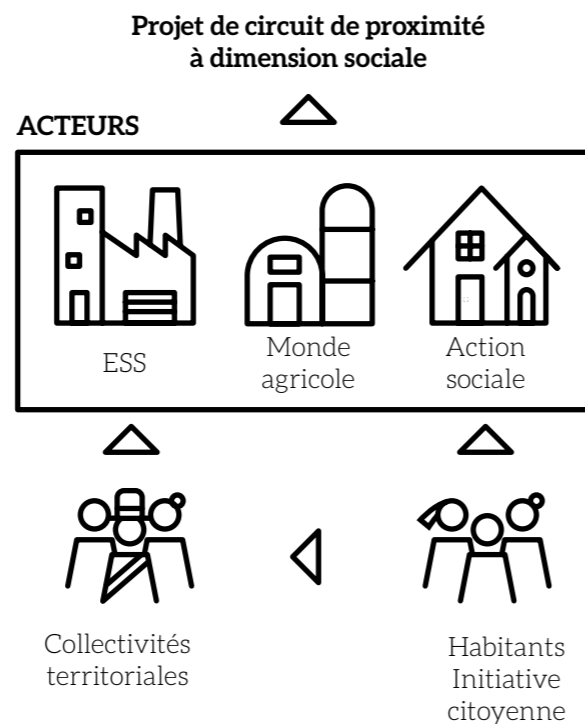 Projet de circuit de proximité
à dimension sociale
ACTEURS
ESS
Monde
agricole
Action
sociale
Collectivités
territoriales
Habitants
Initiative
citoyenne